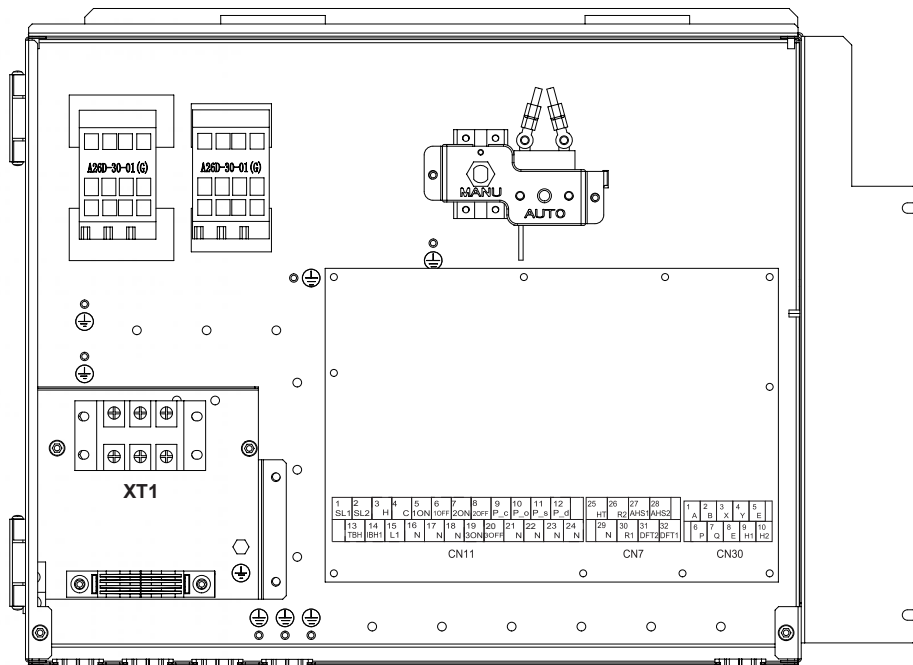 A26D-30-01(G)
A26D-30-01(G)
MANU
AUTO
XT1
1 2 3 4 5 6 7 8 9 10 11 12
SL1 SL2 H C 1ON 1OFF 2ON 2OFF P_c P_o P_s P_d
13 14 15 16 17 18 19 20 21 22 23 24
TBH IBH1 L1 N N N 3ON 3OFF N N N N
CN11
25 26 27 28
HT R2 AHS1 AHS2
29 30 31 32
N R1 DFT2 DFT1
CN7
1 2 3 4 5
A B X Y E
6 7 8 9 10
P Q E H1 H2
CN30